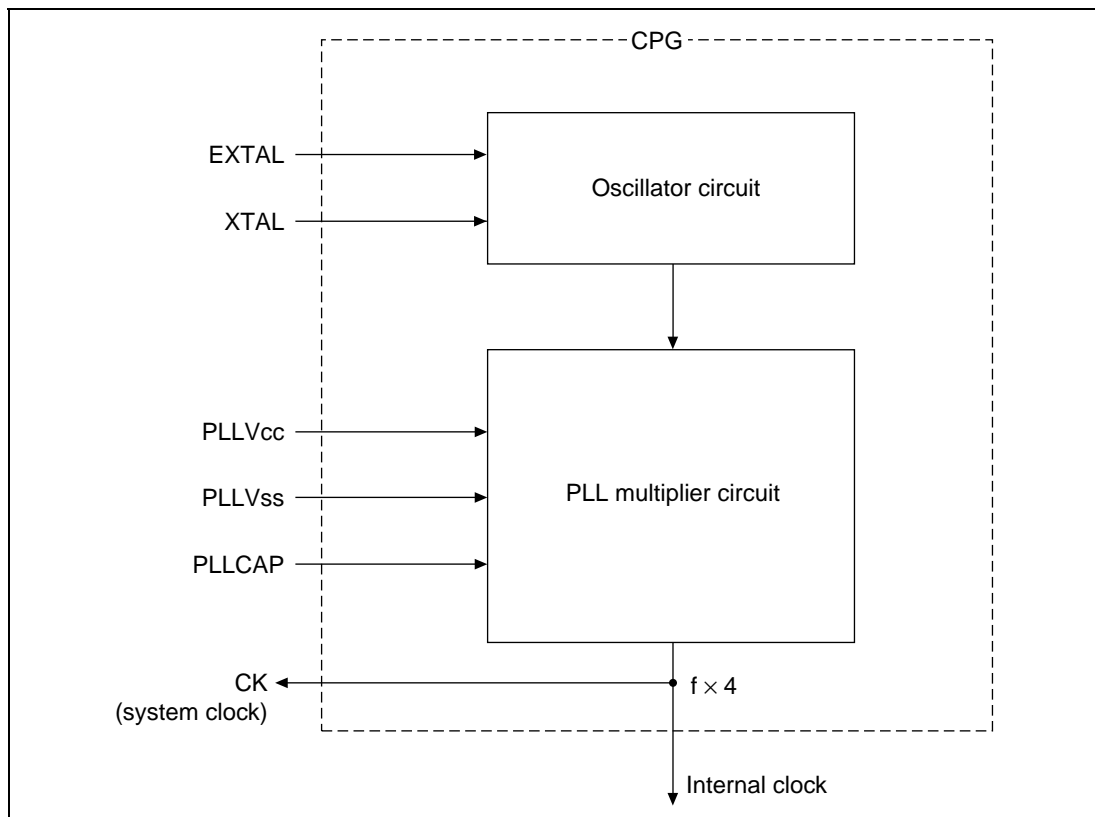 CPG
EXTAL
Oscillator circuit
XTAL
PLLVcc
PLLVss
PLL multiplier circuit
PLLCAP
CK
(system clock)
f × 4
Internal clock